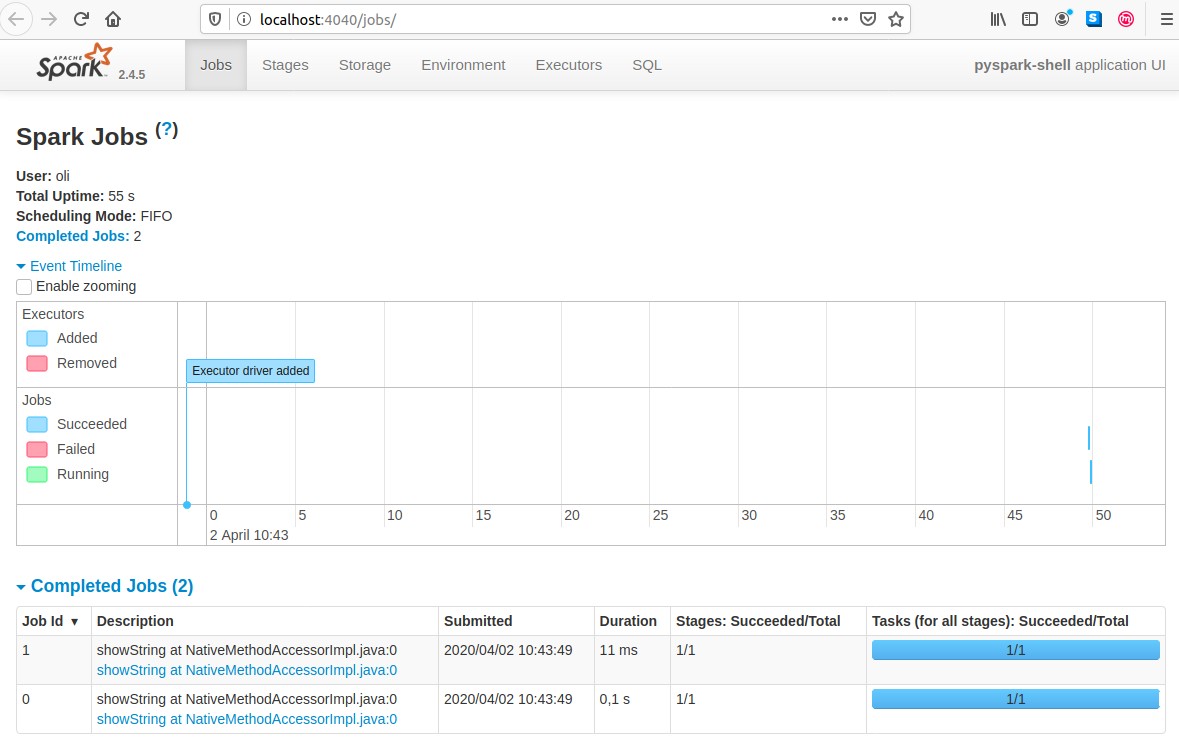 localhost:4040/jobs/
APACHE
Spark 2.4.5 Jobs Stages Storage Environment Executors SQL pyspark-shell application UI
Spark Jobs (?)
User: oli
Total Uptime: 55 s
Scheduling Mode: FIFO
Completed Jobs: 2
Event Timeline
Enable zooming
Executors
Added
Removed
Executor driver added
Jobs
Succeeded
Failed
Running
0 5 10 15 20 25 30 35 40 45 50
2 April 10:43
Completed Jobs (2)
Job Id ▼ Description Submitted Duration Stages: Succeeded/Total Tasks (for all stages): Succeeded/Total
1 showString at NativeMethodAccessorImpl.java:0 2020/04/02 10:43:49 11 ms 1/1 1/1
showString at NativeMethodAccessorImpl.java:0
0 showString at NativeMethodAccessorImpl.java:0 2020/04/02 10:43:49 0,1 s 1/1 1/1
showString at NativeMethodAccessorImpl.java:0